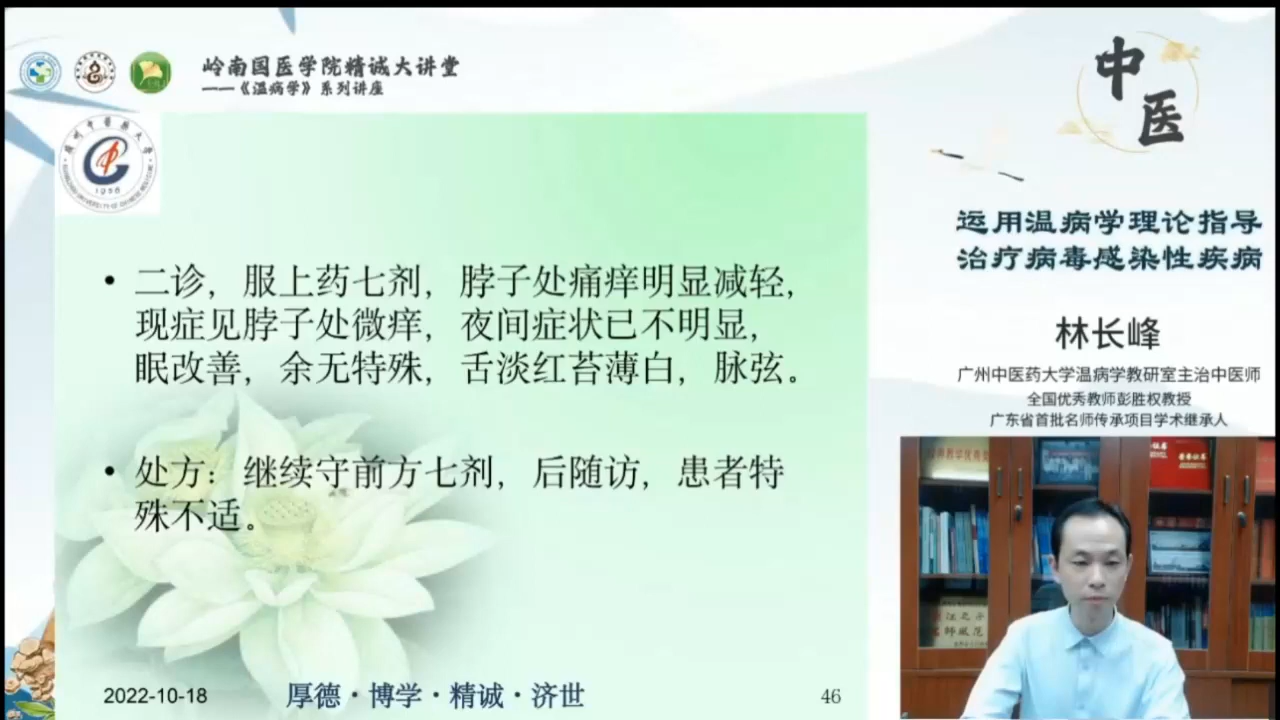 岭南国医学院精诚大讲堂
——《温病学》系列讲座
中医
1956
运用温病学理论指导
治疗病毒感染性疾病
林长峰
广州中医药大学温病学教研室主治中医师
全国优秀教师彭胜权教授
广东省首批名师传承项目学术继承人
• 二诊，服上药七剂，脖子处痛痒明显减轻，
现症见脖子处微痒，夜间症状已不明显，
眠改善，余无特殊，舌淡红苔薄白，脉弦。
• 处方：继续守前方七剂，后随访，患者特
殊不适。
2022-10-18
厚德·博学·精诚·济世
46